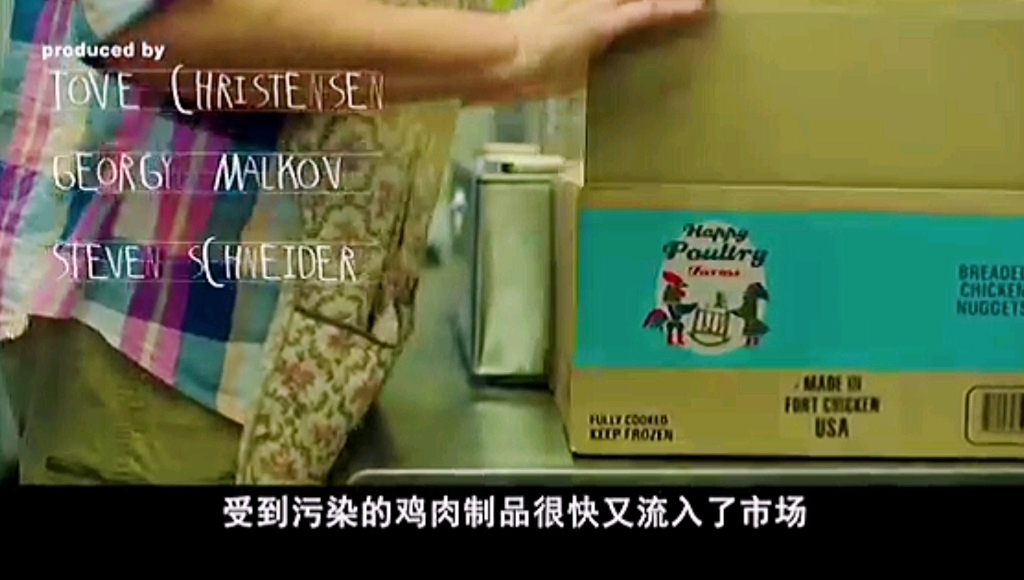 produced by
TOVE CHRISTENSEN
GEORGY MALKOV
STEVEN SCHNEIDER
Happy
Poultry
Farms
BREADED
CHICKEN
NUGGETS
MADE IN
FORT CHICKEN
USA
FULLY COOKED
KEEP FROZEN
受到污染的鸡肉制品很快又流入了市场